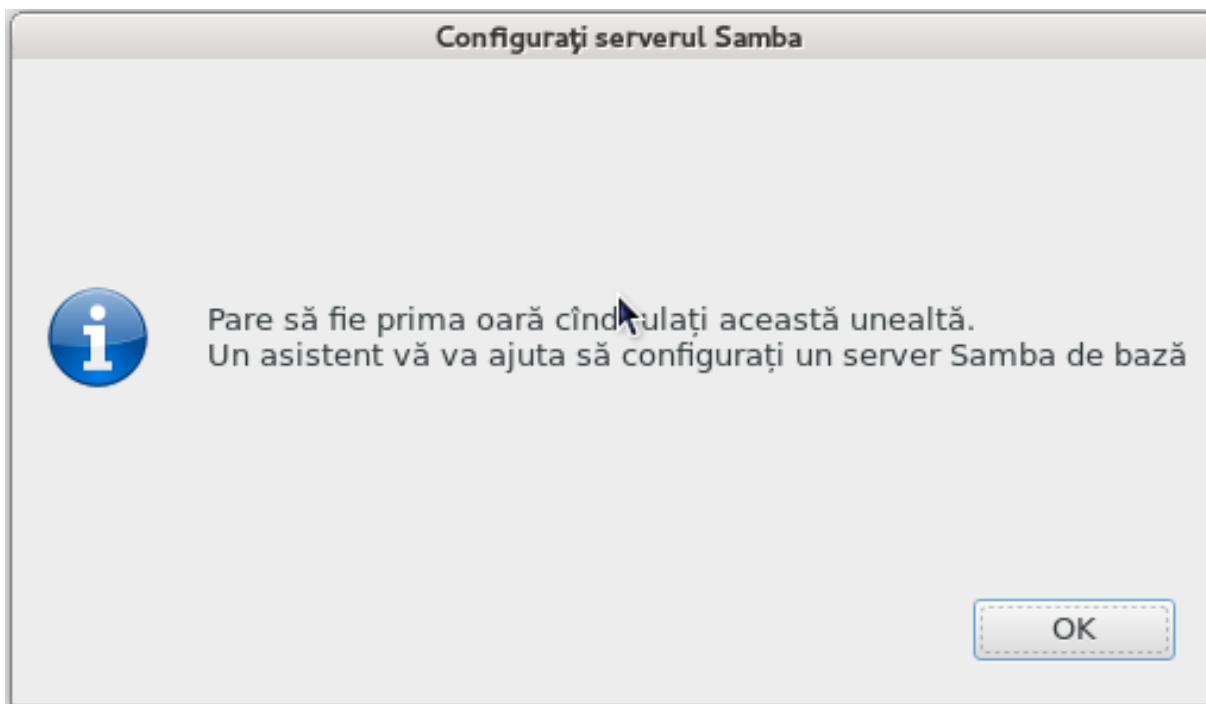 Configurați serverul Samba
Pare să fie prima oară cînd rulați această unealtă.
Un asistent vă va ajuta să configurați un server Samba de bază
OK